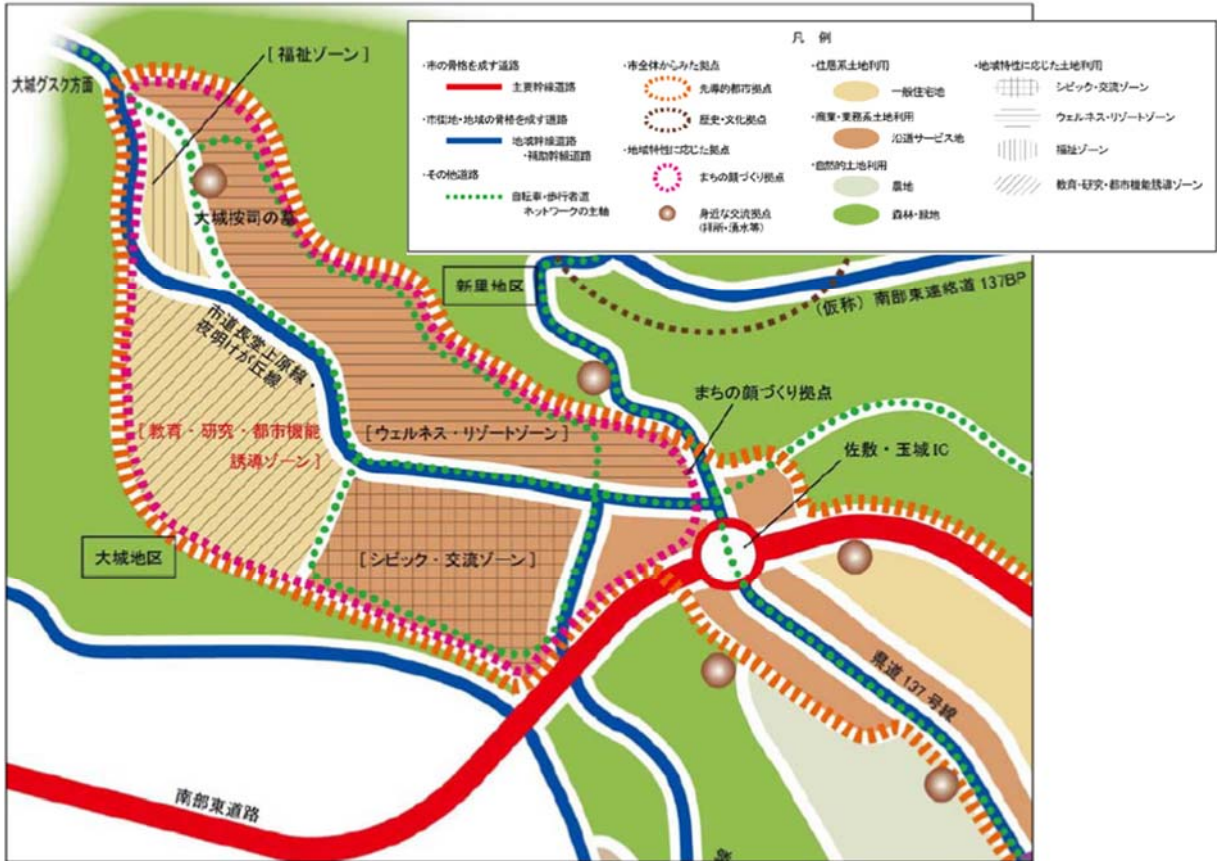 凡例
・市の骨格を成す道路
主要幹線道路
・市街地・地域の骨格を成す道路
地域幹線道路
・補助幹線道路
・その他道路
自転車・歩行者道
ネットワークの主軸
・市全体からみた拠点
先導的都市拠点
歴史・文化拠点
・地域特性に応じた拠点
まちの顔づくり拠点
身近な交流拠点
(拝所・湧水等)
・住居系土地利用
一般住宅地
・商業・業務系土地利用
沿道サービス地
・自然的土地利用
農地
森林・緑地
・地域特性に応じた土地利用
シビック・交流ゾーン
ウェルネス・リゾートゾーン
福祉ゾーン
教育・研究・都市機能誘導ゾーン
[福祉ゾーン]
大城グスク方面
大城按司の墓
新里地区
(仮称)南部東連絡道137BP
市道長堂上原線・
夜明けが丘線
まちの顔づくり拠点
[教育・研究・都市機能
誘導ゾーン]
[ウェルネス・リゾートゾーン]
佐敷・玉城IC
大城地区
[シビック・交流ゾーン]
県道137号線
南部東道路